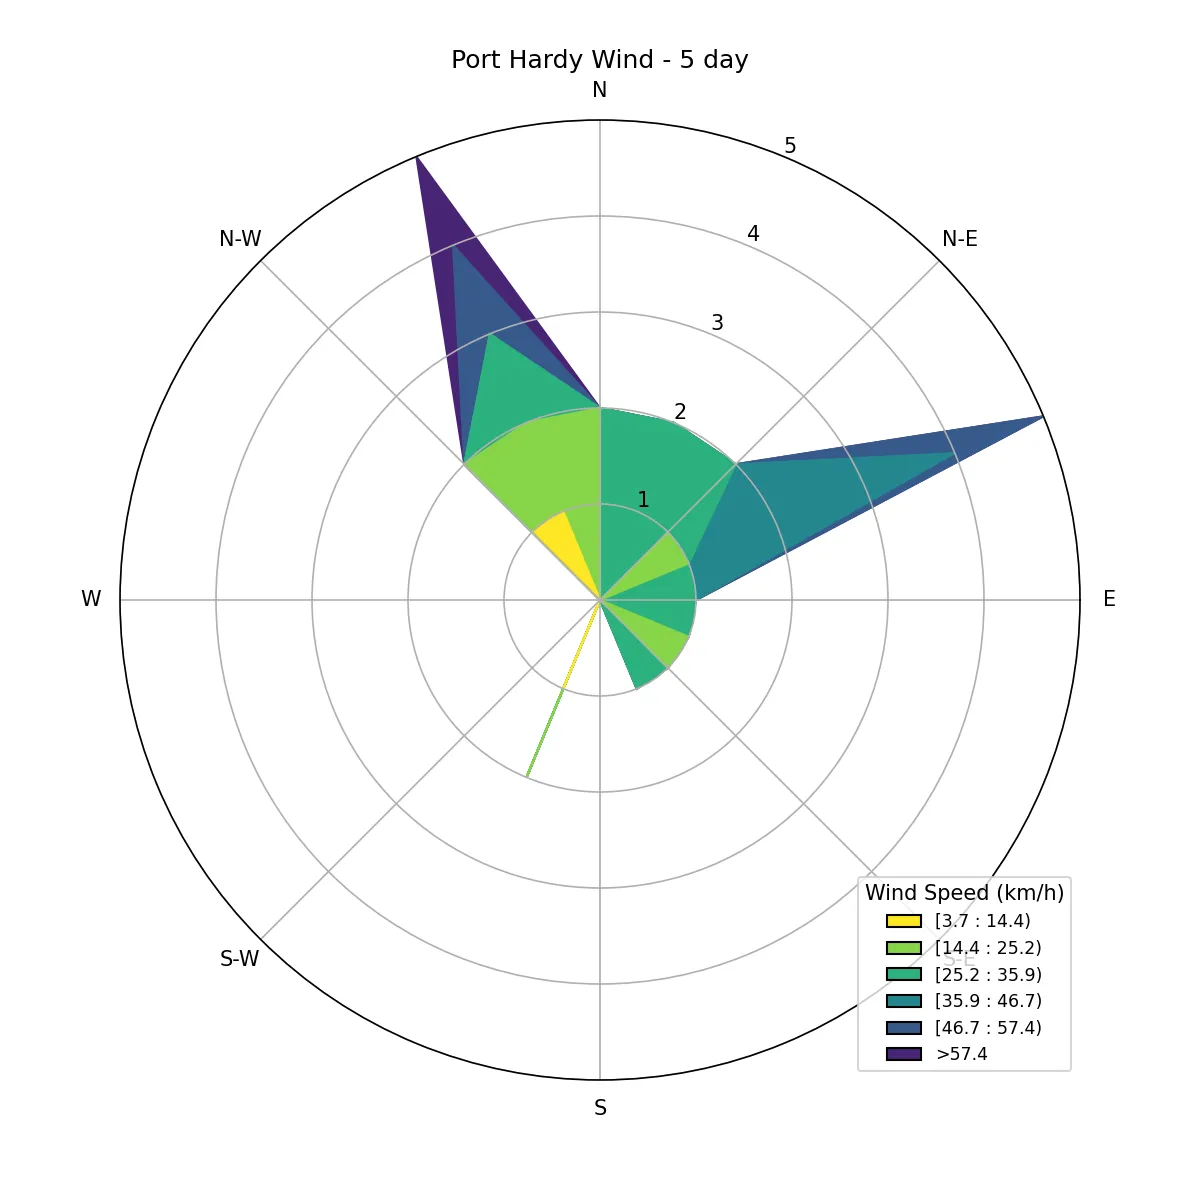 Port Hardy Wind - 5 day
N
5
N-W
N-E
4
3
2
1
W
E
S-W
S-E
S
Wind Speed (km/h)
[3.7 : 14.4)
[14.4 : 25.2)
[25.2 : 35.9)
[35.9 : 46.7)
[46.7 : 57.4)
>57.4